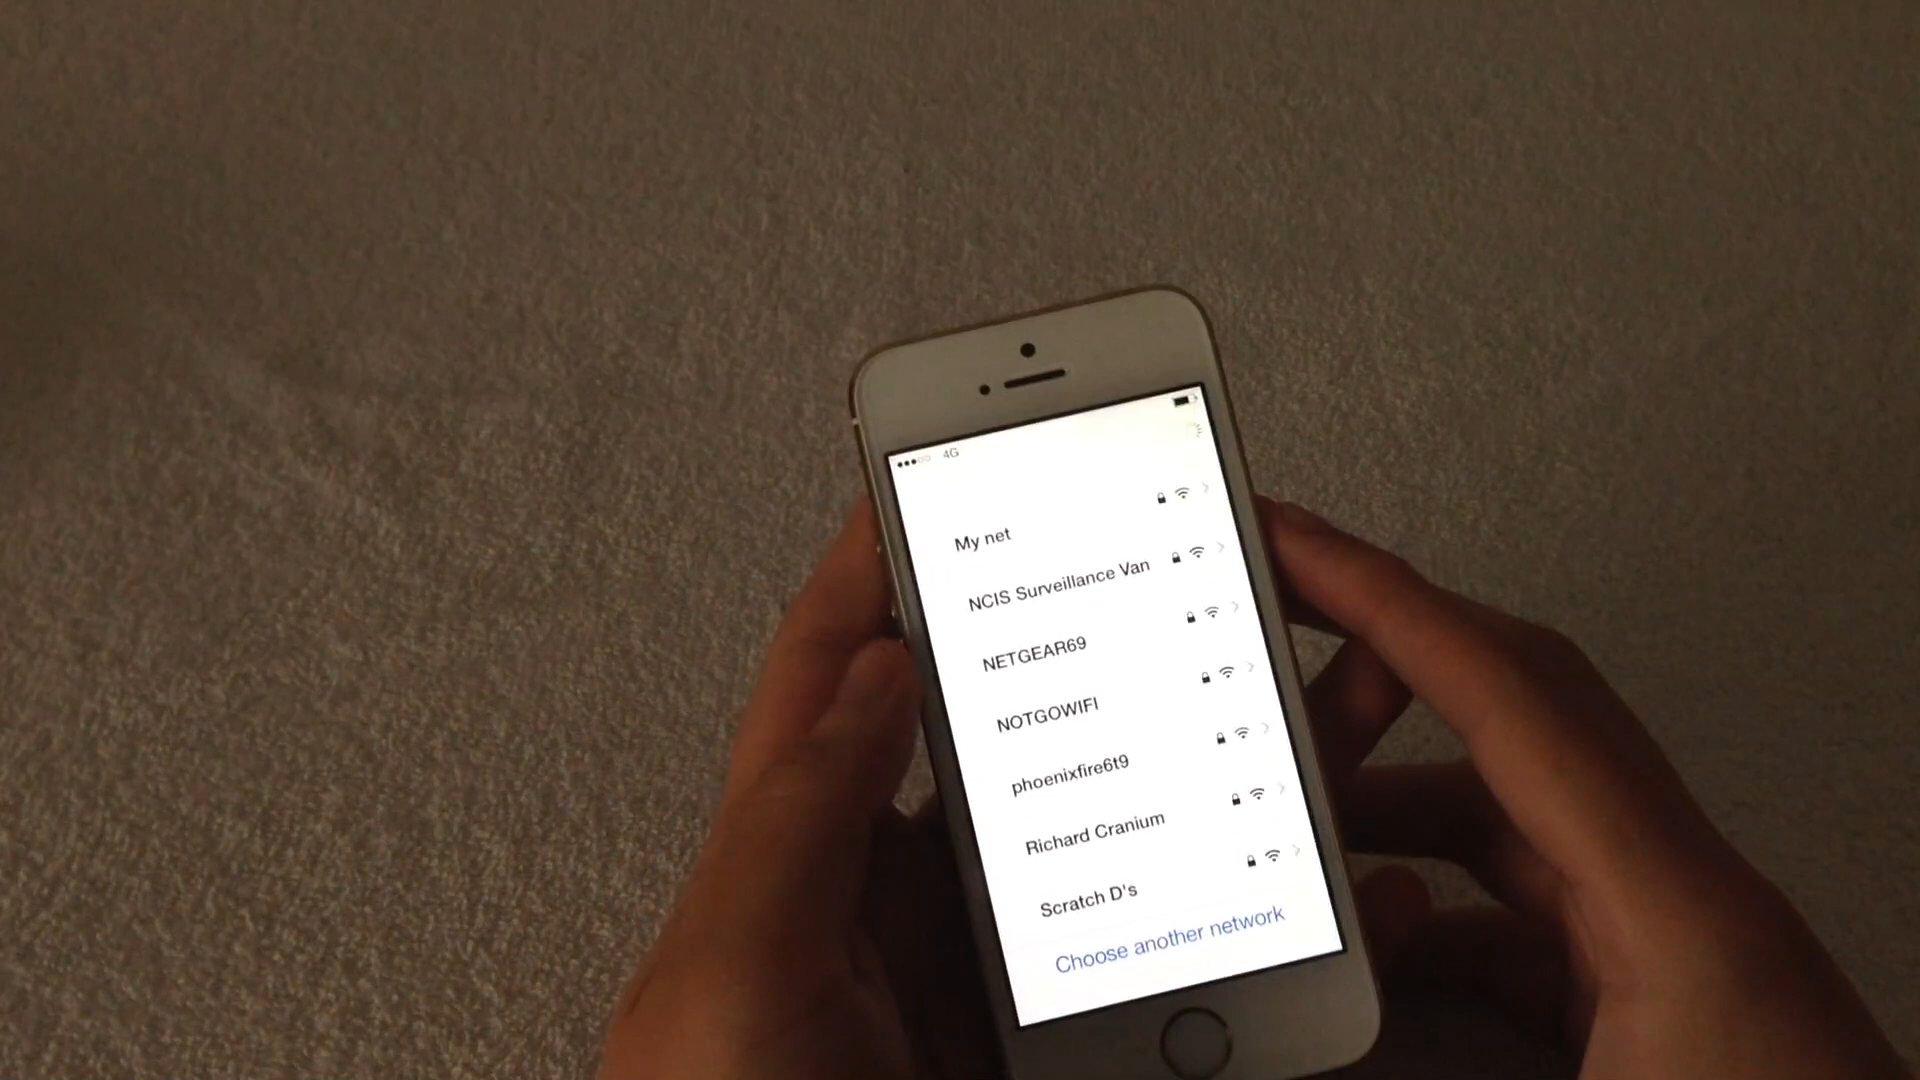 4G
My net
NCIS Surveillance Van
NETGEAR69
NOTGOWIFI
phoenixfire6t9
Richard Cranium
Scratch D's
Choose another network